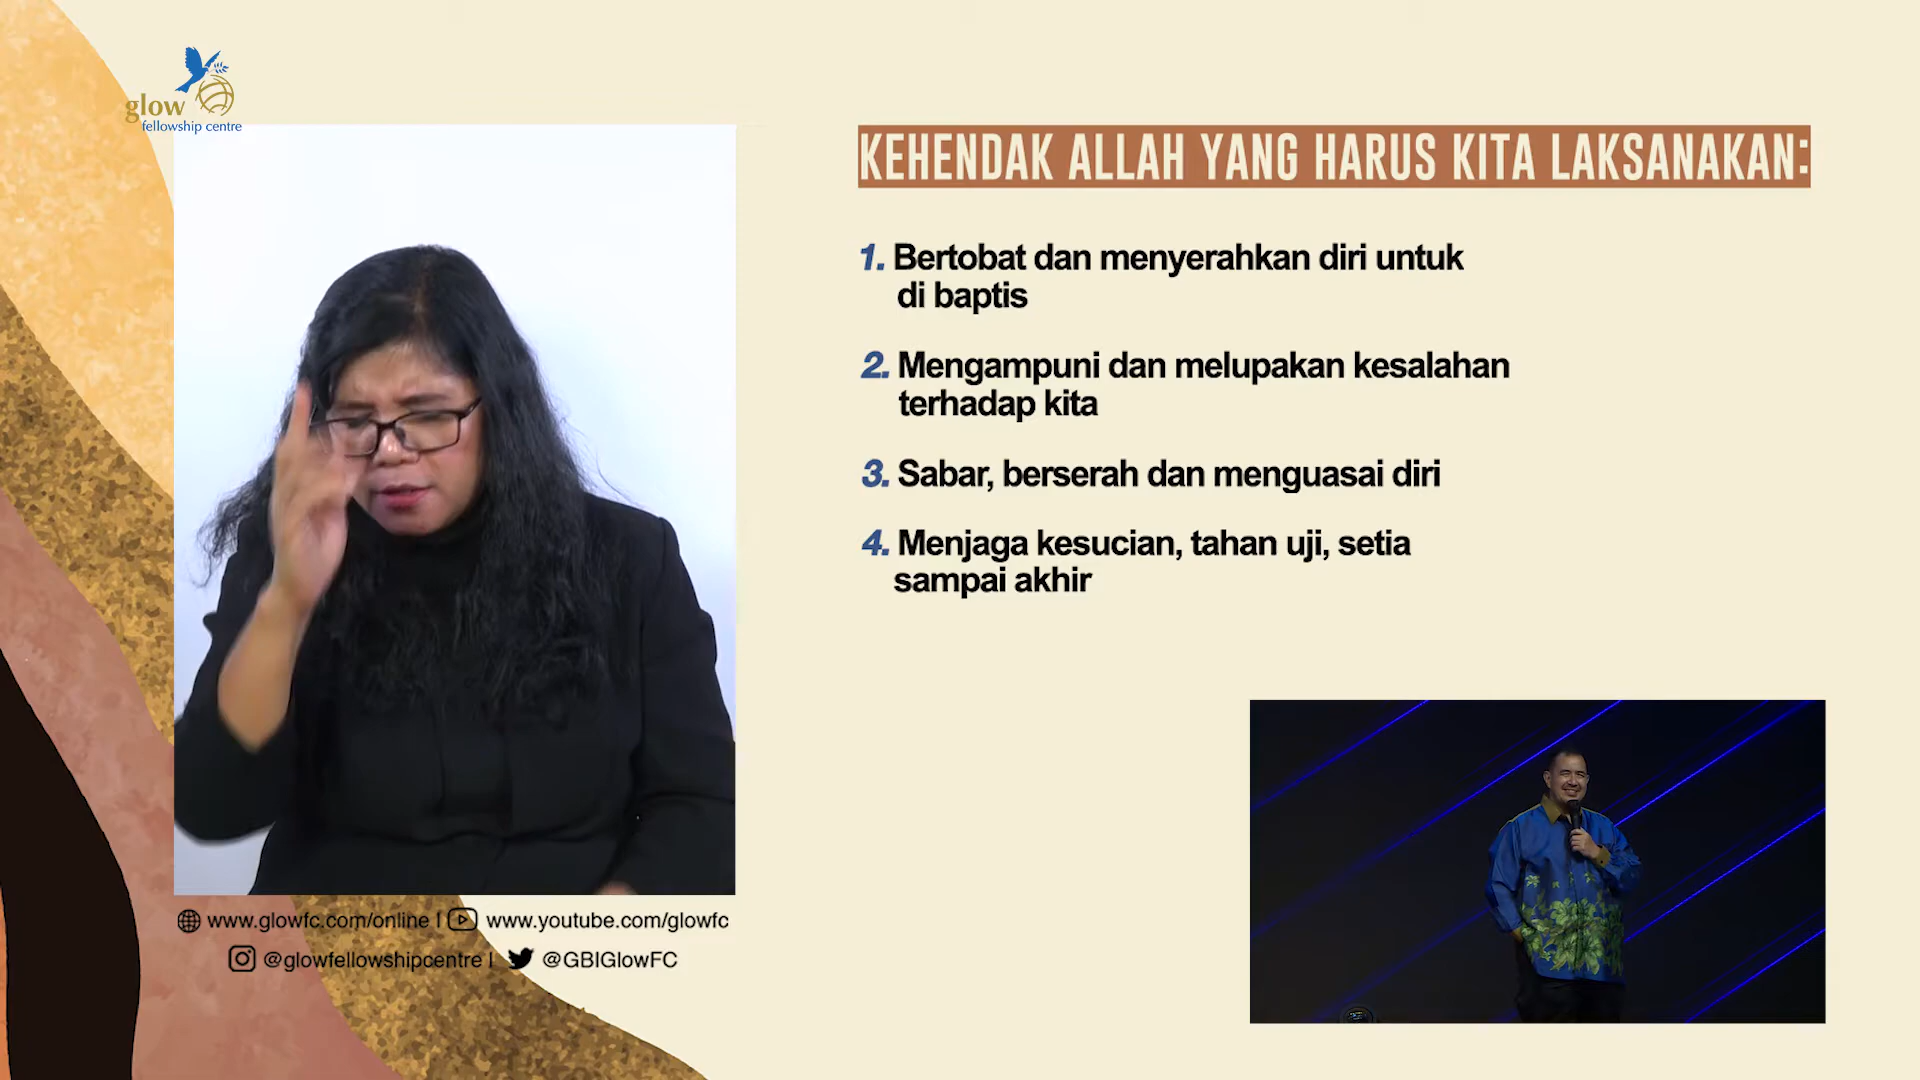 glow
fellowship centre
KEHENDAK ALLAH YANG HARUS KITA LAKSANAKAN:
1. Bertobat dan menyerahkan diri untuk
di baptis
2. Mengampuni dan melupakan kesalahan
terhadap kita
3. Sabar, berserah dan menguasai diri
4. Menjaga kesucian, tahan uji, setia
sampai akhir
www.glowfc.com/online | www.youtube.com/glowfc
@glowfellowshipcentre | @GBIGlowFC